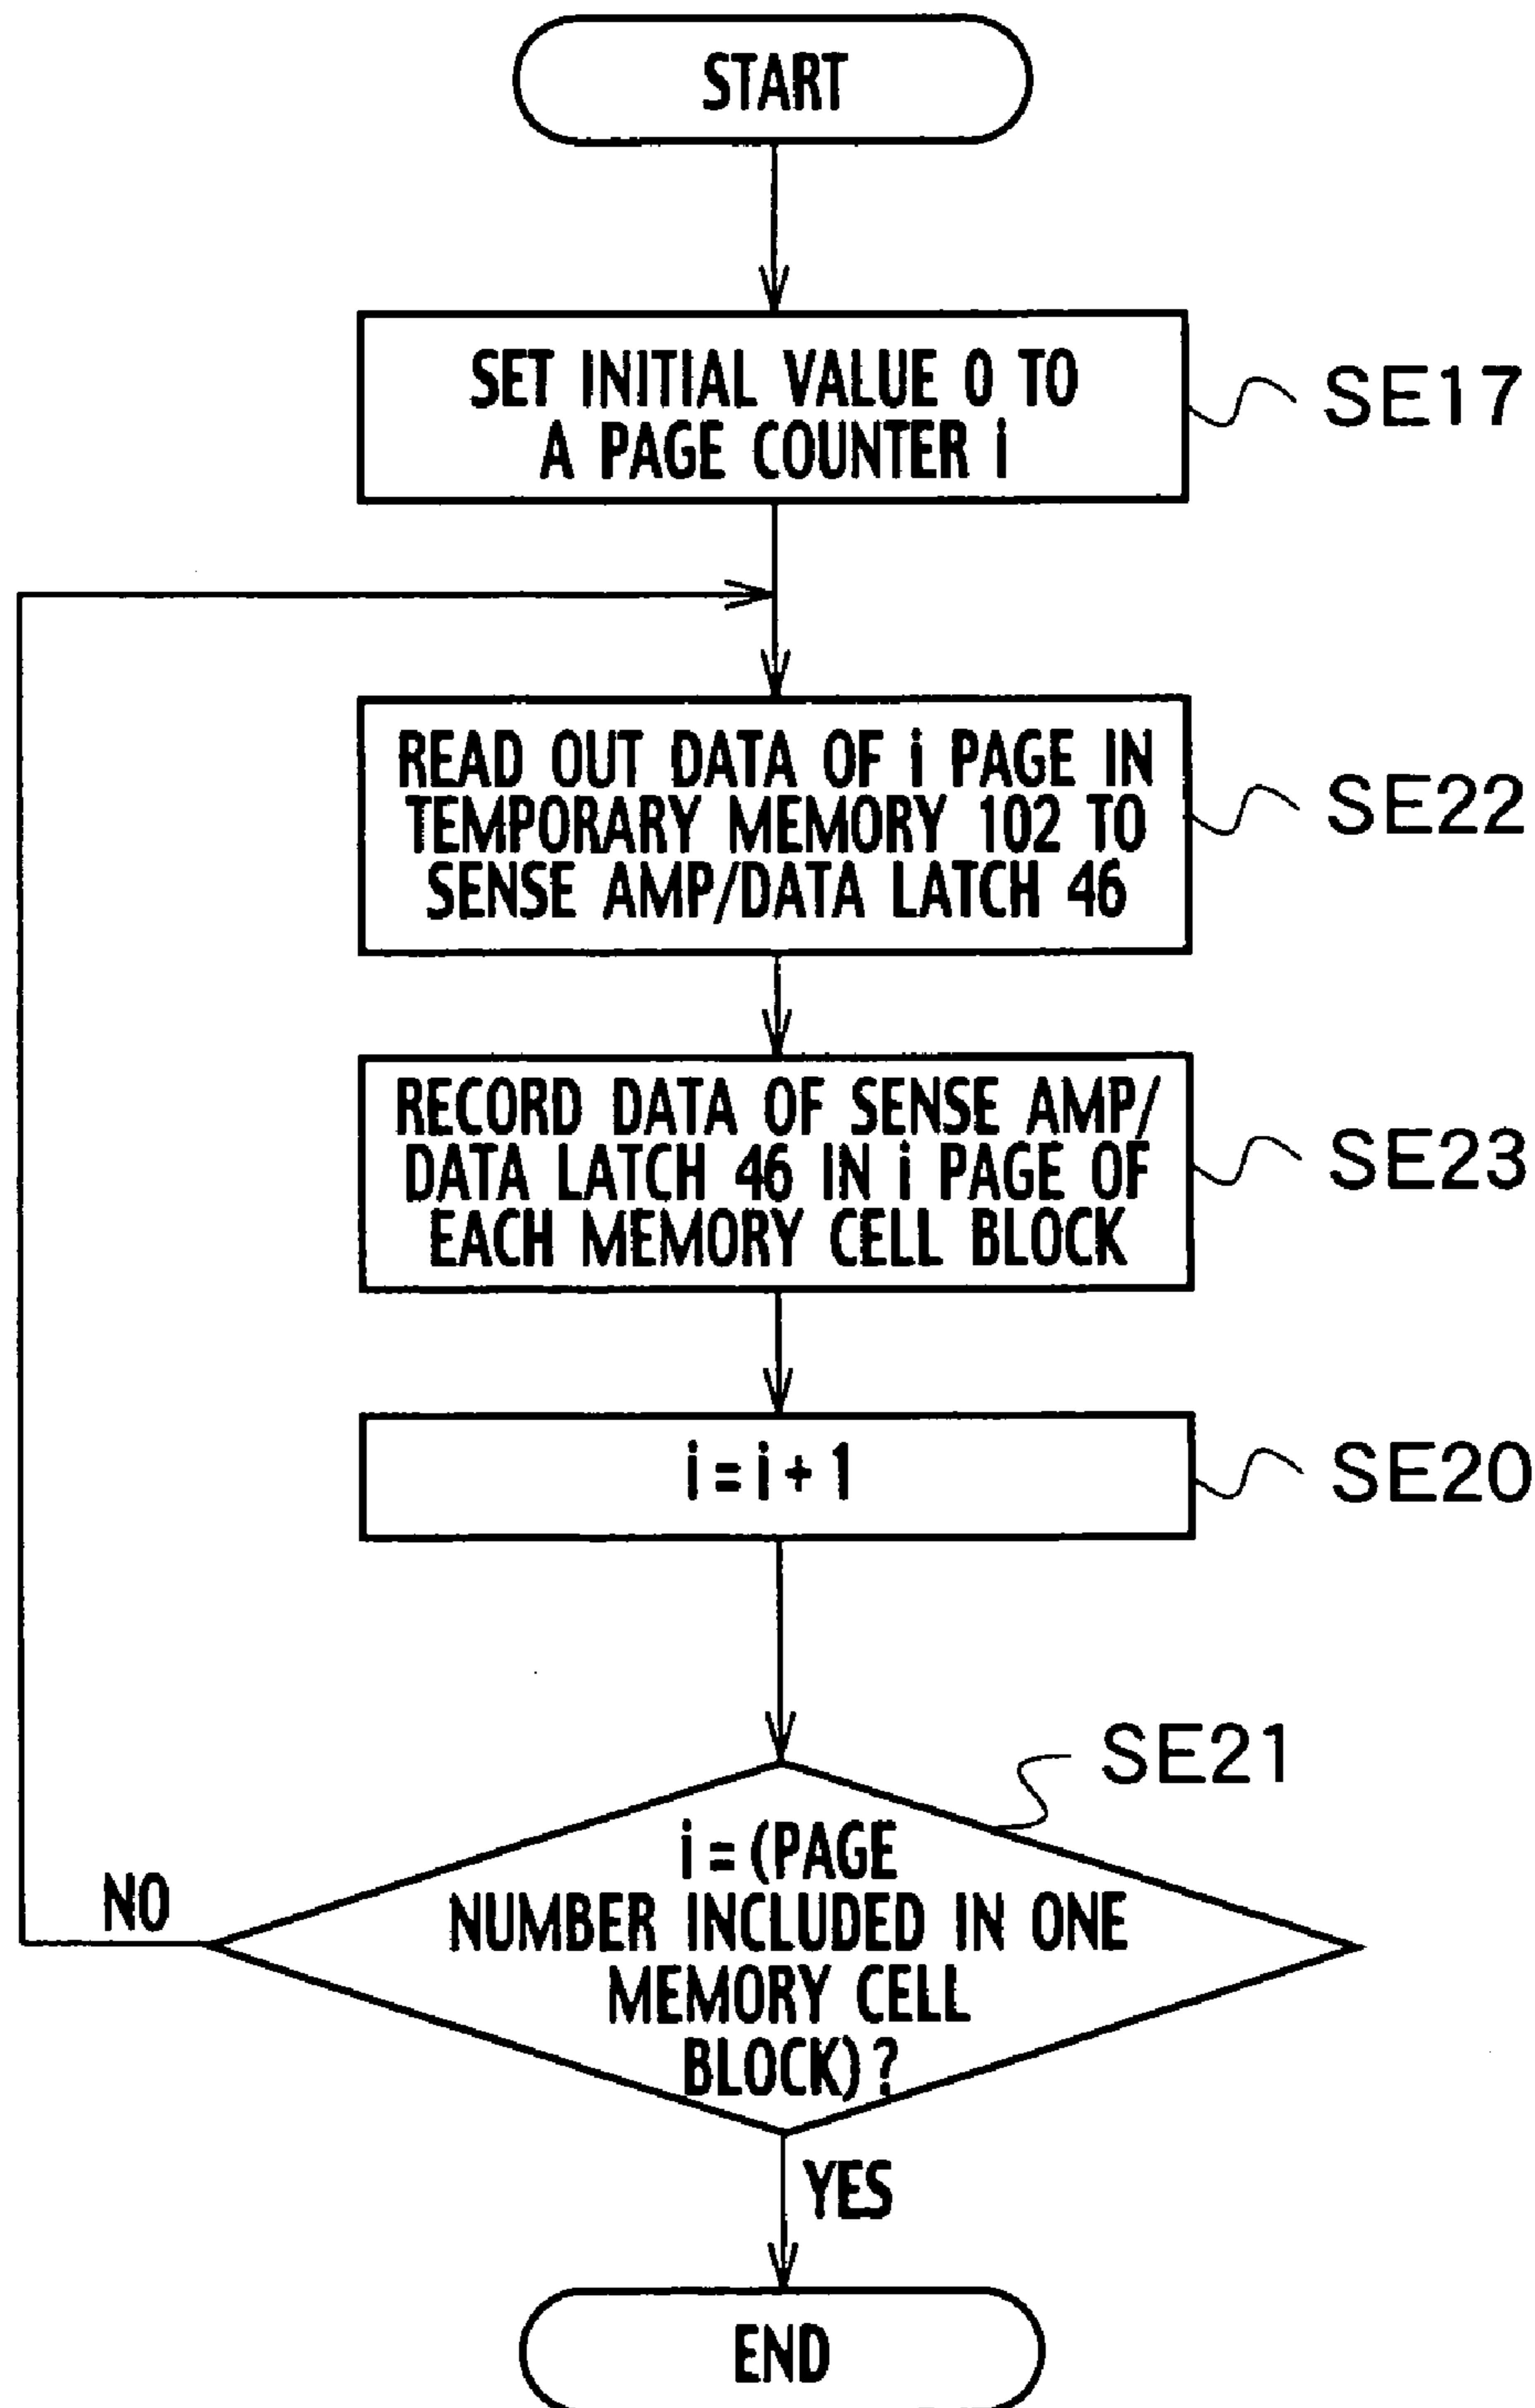 START
SET INITIAL VALUE 0 TO
A PAGE COUNTER i
SE17
READ OUT DATA OF i PAGE IN
TEMPORARY MEMORY 102 TO
SENSE AMP/DATA LATCH 46
SE22
RECORD DATA OF SENSE AMP/
DATA LATCH 46 IN i PAGE OF
EACH MEMORY CELL BLOCK
SE23
i = i + 1
SE20
SE21
i = (PAGE
NUMBER INCLUDED IN ONE
MEMORY CELL
BLOCK) ?
NO
YES
END